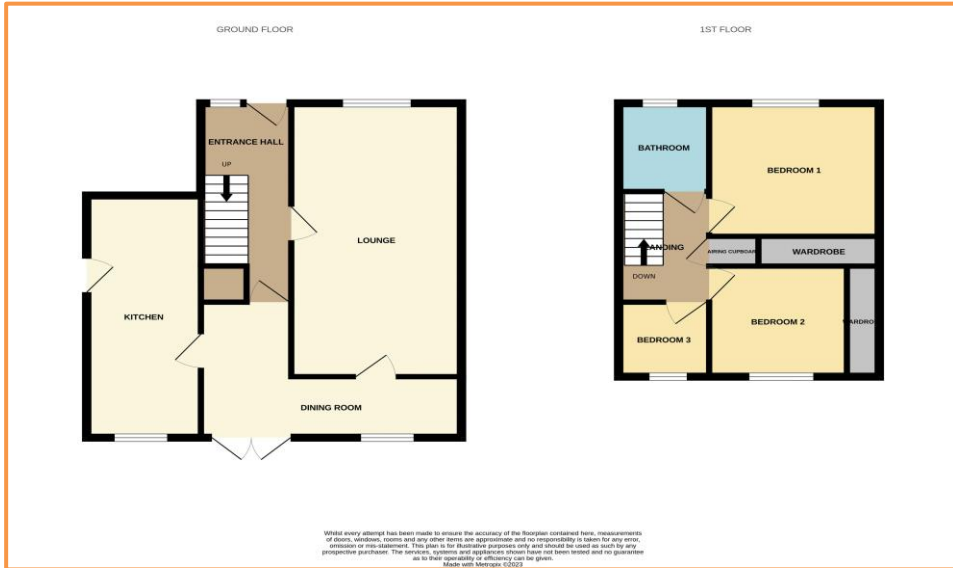 GROUND FLOOR
1ST FLOOR
ENTRANCE HALL
UP
LOUNGE
KITCHEN
DINING ROOM
BATHROOM
BEDROOM 1
LANDING
AIRING CUPBOARD
WARDROBE
DOWN
BEDROOM 2
BEDROOM 3
Whilst every attempt has been made to ensure the accuracy of the floorplan contained here, measurements
of doors, windows, rooms and any other items are approximate and no responsibility is taken for any error,
omission or mis-statement. This plan is for illustrative purposes only and should be used as such by any
prospective purchaser. The services, systems and appliances shown have not been tested and no guarantee
as to their operability or efficiency can be given.
Made with Metropix ©2023